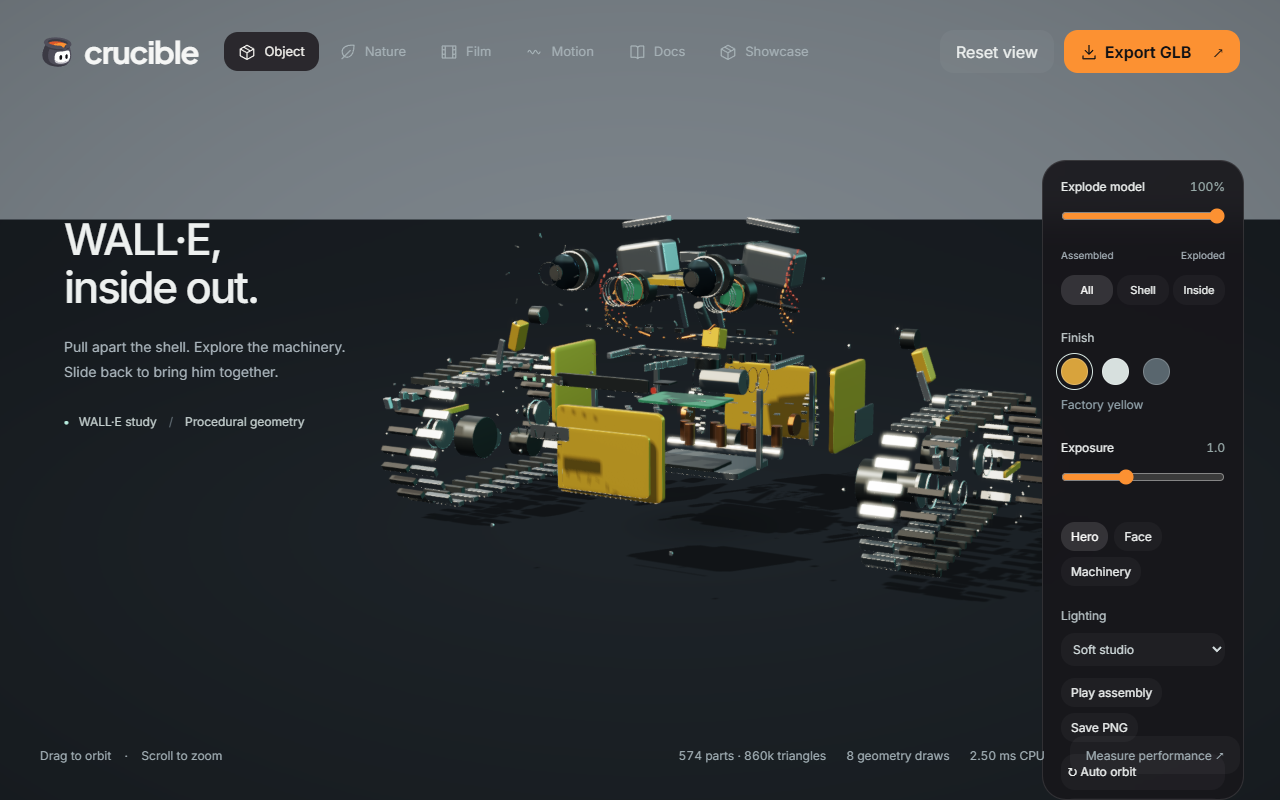 crucible
Object
Nature
Film
Motion
Docs
Showcase
Reset view
Export GLB ↗
WALL·E,
inside out.
Pull apart the shell. Explore the machinery.
Slide back to bring him together.
• WALL·E study / Procedural geometry
Explode model 100%
Assembled Exploded
All Shell Inside
Finish
Factory yellow
Exposure 1.0
Hero Face
Machinery
Lighting
Soft studio
Play assembly
Save PNG
Drag to orbit · Scroll to zoom
574 parts · 860k triangles 8 geometry draws 2.50 ms CPU
Measure performance ↗
↻ Auto orbit